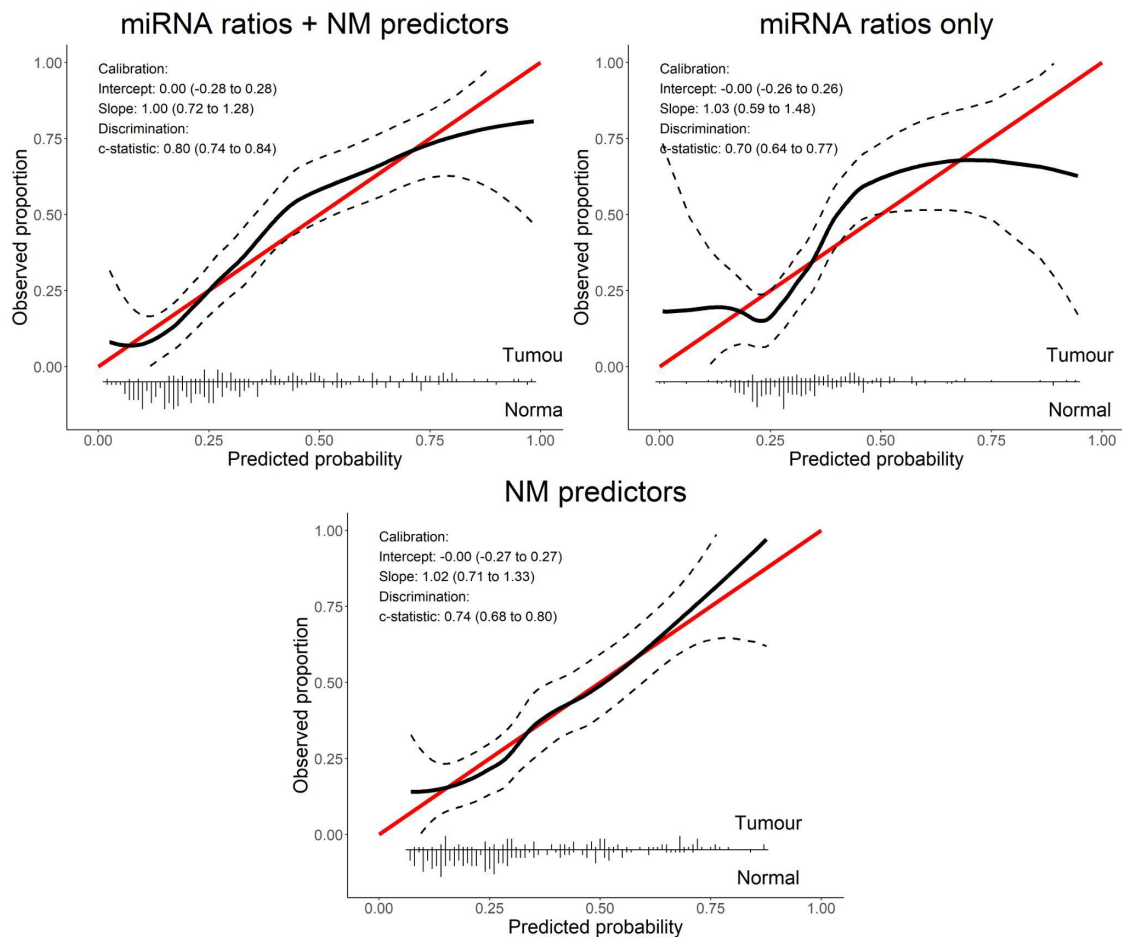 miRNA ratios + NM predictors
Calibration:
Intercept: 0.00 (-0.28 to 0.28)
Slope: 1.00 (0.72 to 1.28)
Discrimination:
c-statistic: 0.80 (0.74 to 0.84)
Observed proportion
1.00
0.75
0.50
0.25
0.00
Tumou
Norma
0.00 0.25 0.50 0.75 1.00
Predicted probability
miRNA ratios only
Calibration:
Intercept: -0.00 (-0.26 to 0.26)
Slope: 1.03 (0.59 to 1.48)
Discrimination:
c-statistic: 0.70 (0.64 to 0.77)
Observed proportion
1.00
0.75
0.50
0.25
0.00
Tumour
Normal
0.00 0.25 0.50 0.75 1.00
Predicted probability
NM predictors
Calibration:
Intercept: -0.00 (-0.27 to 0.27)
Slope: 1.02 (0.71 to 1.33)
Discrimination:
c-statistic: 0.74 (0.68 to 0.80)
Observed proportion
1.00
0.75
0.50
0.25
0.00
Tumour
Normal
0.00 0.25 0.50 0.75 1.00
Predicted probability